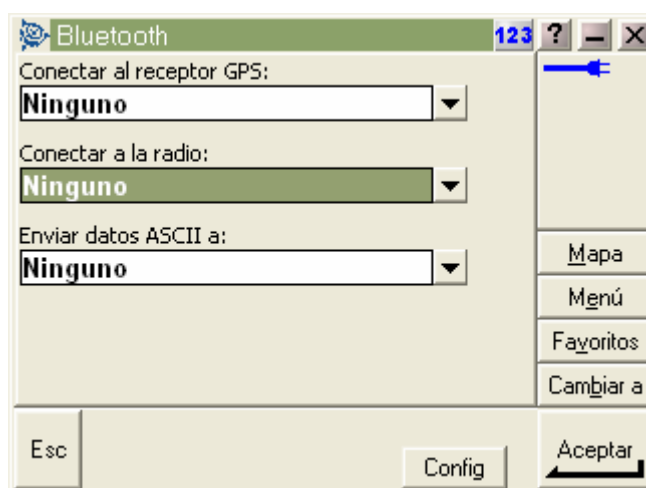 Bluetooth 123 ?
Conectar al receptor GPS:
Ninguno
Conectar a la radio:
Ninguno
Enviar datos ASCII a:
Ninguno
Mapa
Menú
Favoritos
Cambiar a
Esc
Config
Aceptar